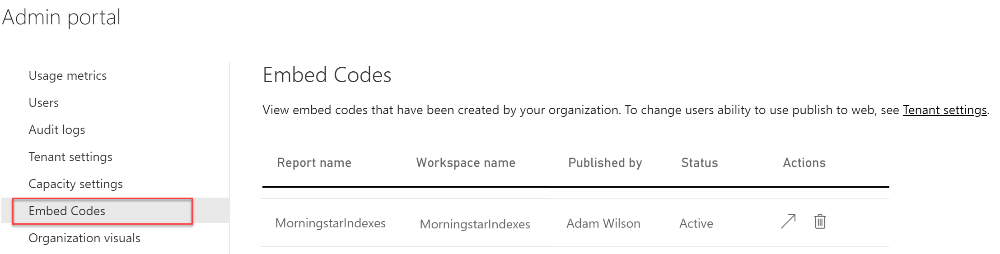 Admin portal
Usage metrics
Users
Audit logs
Tenant settings
Capacity settings
Embed Codes
Organization visuals
Embed Codes
View embed codes that have been created by your organization. To change users ability to use publish to web, see Tenant settings.
Report name Workspace name Published by Status Actions
MorningstarIndexes MorningstarIndexes Adam Wilson Active